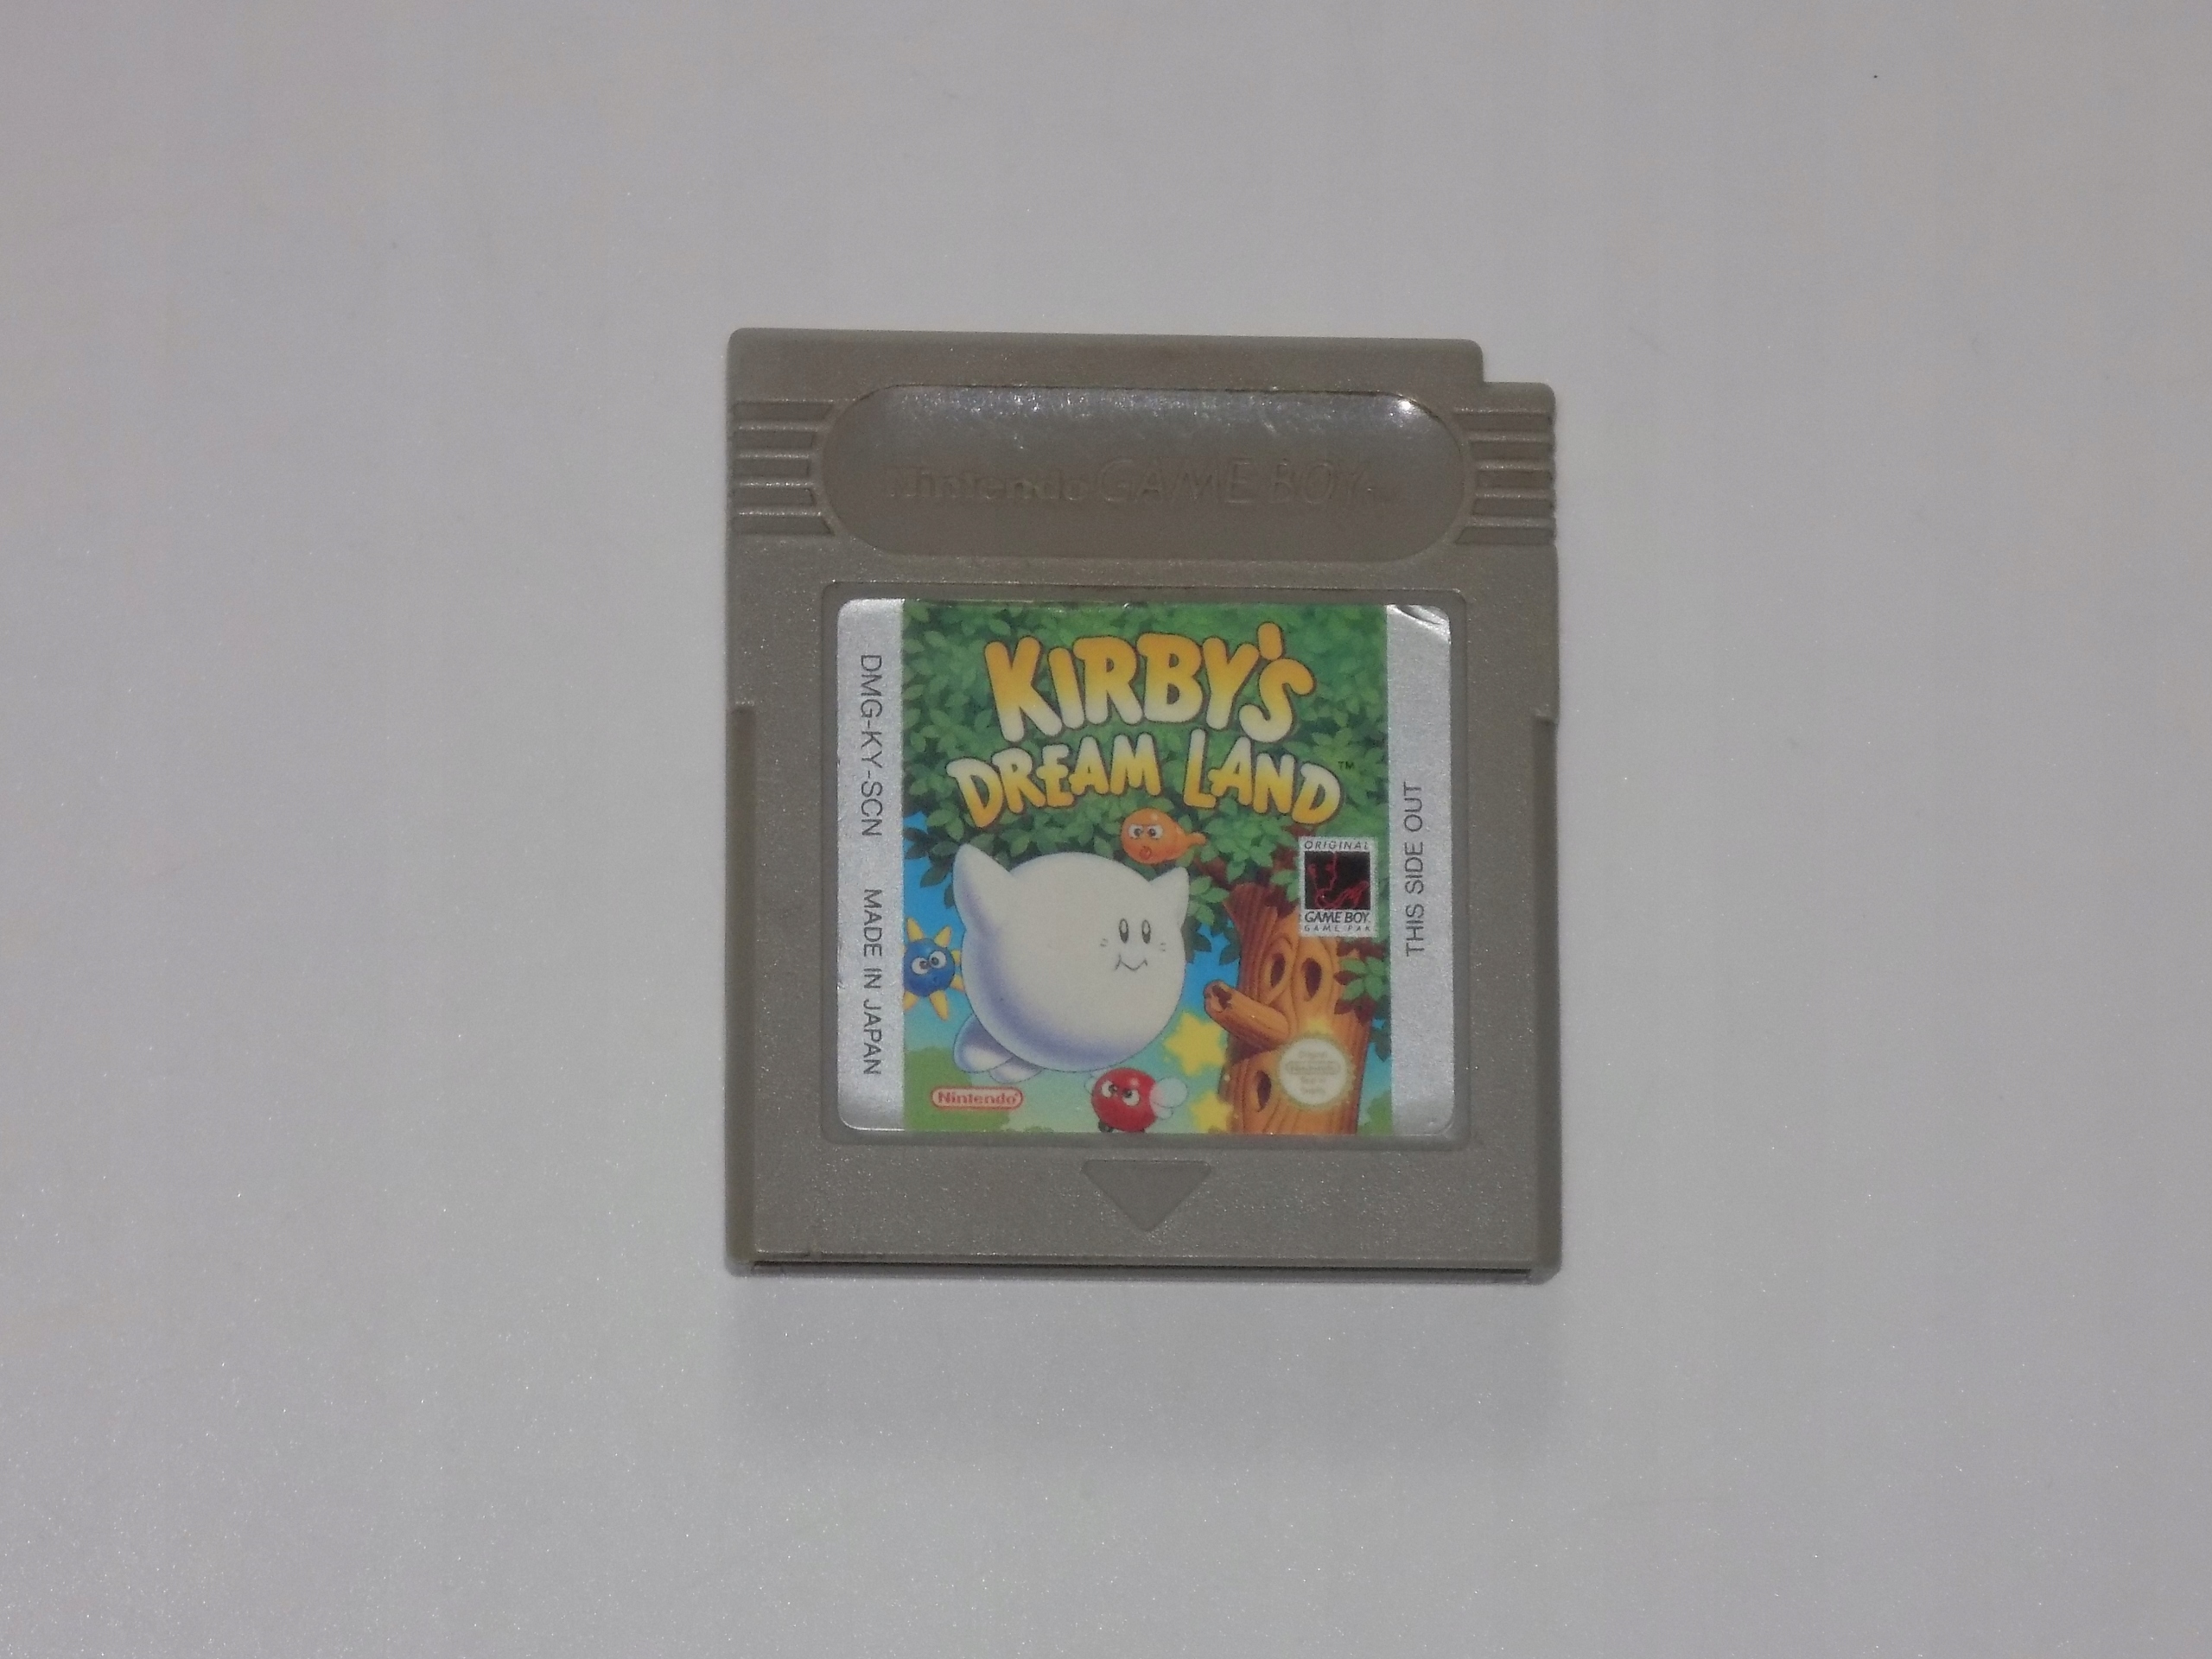 Nintendo GAME BOY
KIRBY'S
DREAM LAND™
DMG-KY-SCN MADE IN JAPAN
THIS SIDE OUT
ORIGINAL
GAME BOY
GAME PAK
Nintendo